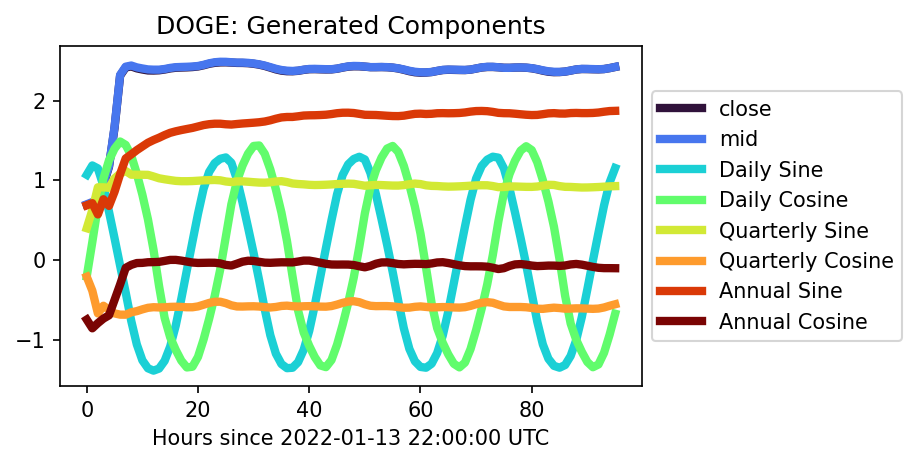 DOGE: Generated Components
2
1
0
−1
0 20 40 60 80
Hours since 2022-01-13 22:00:00 UTC
close
mid
Daily Sine
Daily Cosine
Quarterly Sine
Quarterly Cosine
Annual Sine
Annual Cosine